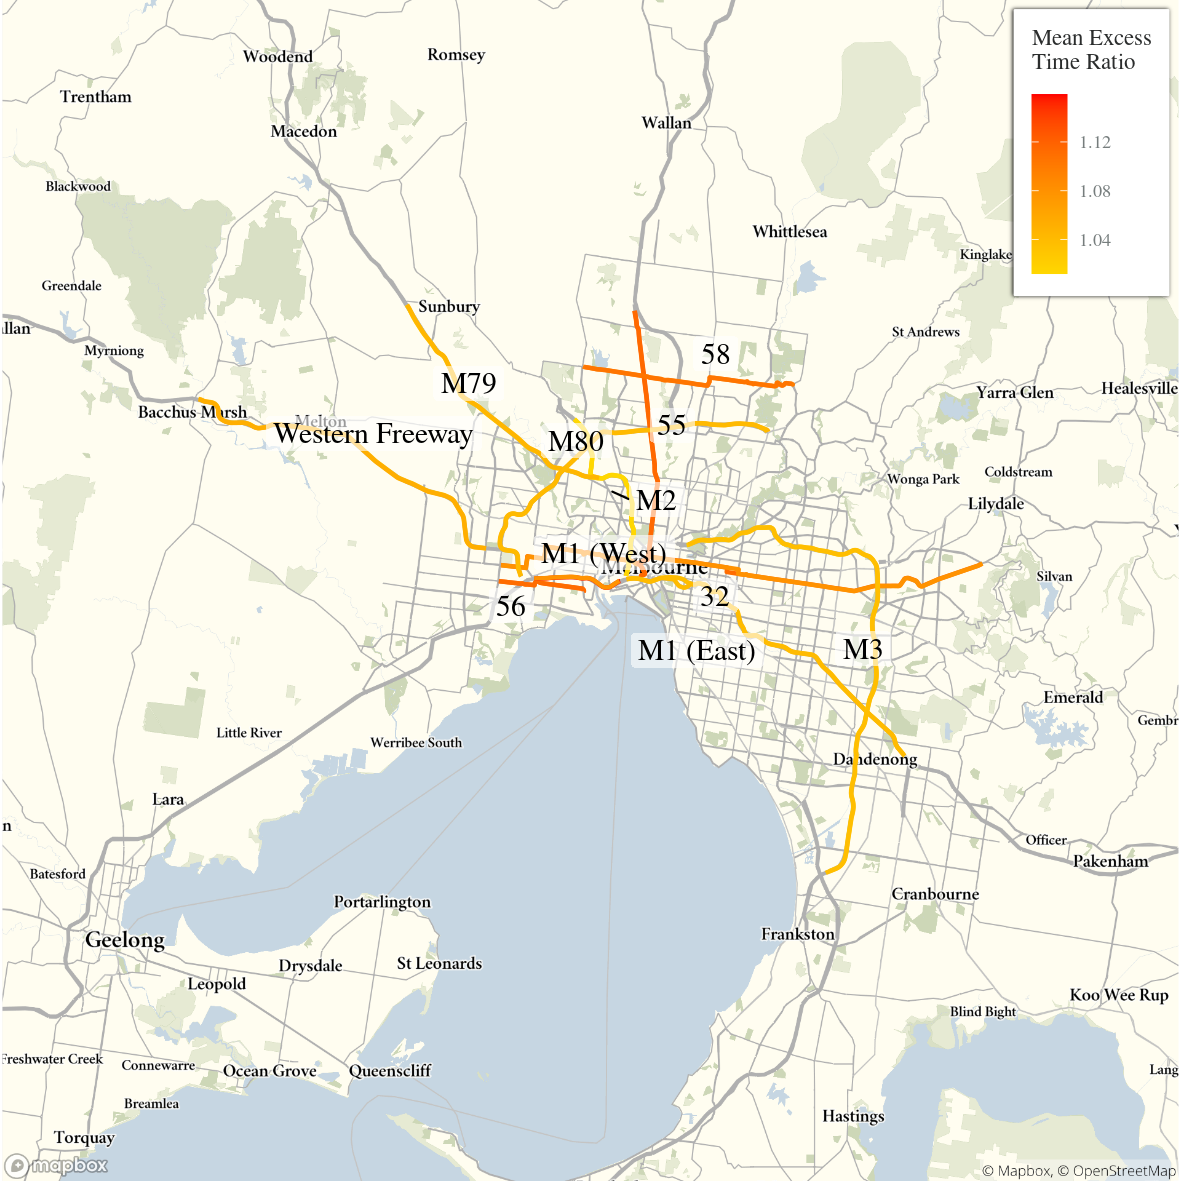 Mean Excess
Time Ratio
1.12
1.08
1.04
Woodend
Romsey
Trentham
Macedon
Wallan
Blackwood
Whittlesea
Kinglake
Greendale
Sunbury
llan
St Andrews
Myrniong
58
M79
Yarra Glen
Healesville
Bacchus Marsh
Melton
Western Freeway
55
M80
Coldstream
Wonga Park
M2
Lilydale
M1 (West)
Melbourne
Silvan
56
32
M1 (East)
M3
Emerald
Gembr
Little River
Werribee South
Dandenong
Lara
n
Officer
Pakenham
Batesford
Cranbourne
Portarlington
Geelong
Frankston
Drysdale
St Leonards
Leopold
Koo Wee Rup
Blind Bight
Freshwater Creek
Connewarre
Ocean Grove
Queenscliff
Lang
Breamlea
Hastings
Torquay
mapbox
© Mapbox, © OpenStreetMap